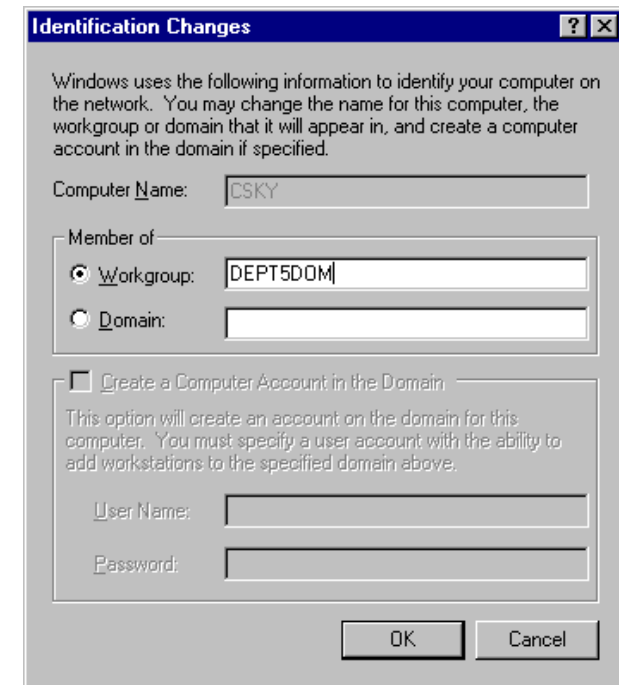 Identification Changes
Windows uses the following information to identify your computer on
the network. You may change the name for this computer, the
workgroup or domain that it will appear in, and create a computer
account in the domain if specified.
Computer Name: CSKY
Member of
Workgroup: DEPT5DOM
Domain:
Create a Computer Account in the Domain
This option will create an account on the domain for this
computer. You must specify a user account with the ability to
add workstations to the specified domain above.
User Name:
Password:
OK Cancel